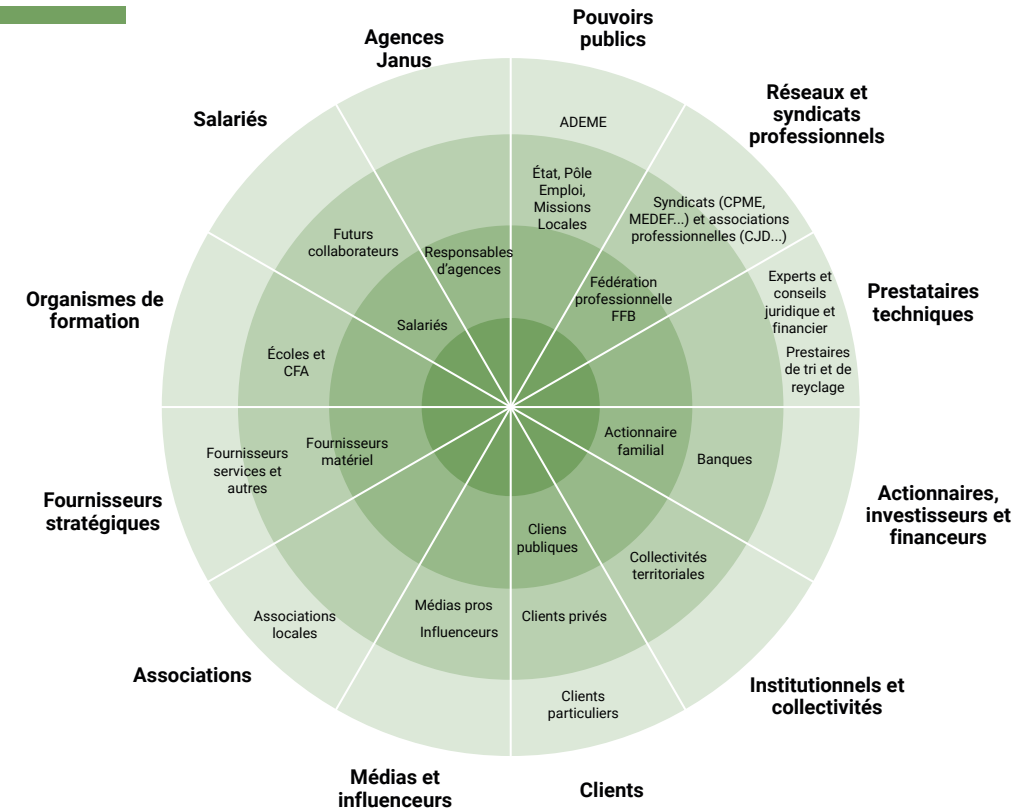 Pouvoirs
publics
Agences
Janus
Réseaux et
syndicats
professionnels
Salariés
Prestataires
techniques
Organismes de
formation
Actionnaires,
investisseurs et
financeurs
Fournisseurs
stratégiques
Institutionnels et
collectivités
Associations
Clients
Médias et
influenceurs
ADEME
État, Pôle
Emploi,
Missions
Locales
Syndicats (CPME,
MEDEF...) et associations
professionnelles (CJD...)
Fédération
professionnelle
FFB
Experts et
conseils
juridique et
financier
Prestaires
de tri et de
reyclage
Responsables
d’agences
Futurs
collaborateurs
Salariés
Écoles et
CFA
Fournisseurs
matériel
Fournisseurs
services et
autres
Actionnaire
familial
Banques
Cliens
publiques
Collectivités
territoriales
Clients privés
Clients
particuliers
Médias pros
Influenceurs
Associations
locales